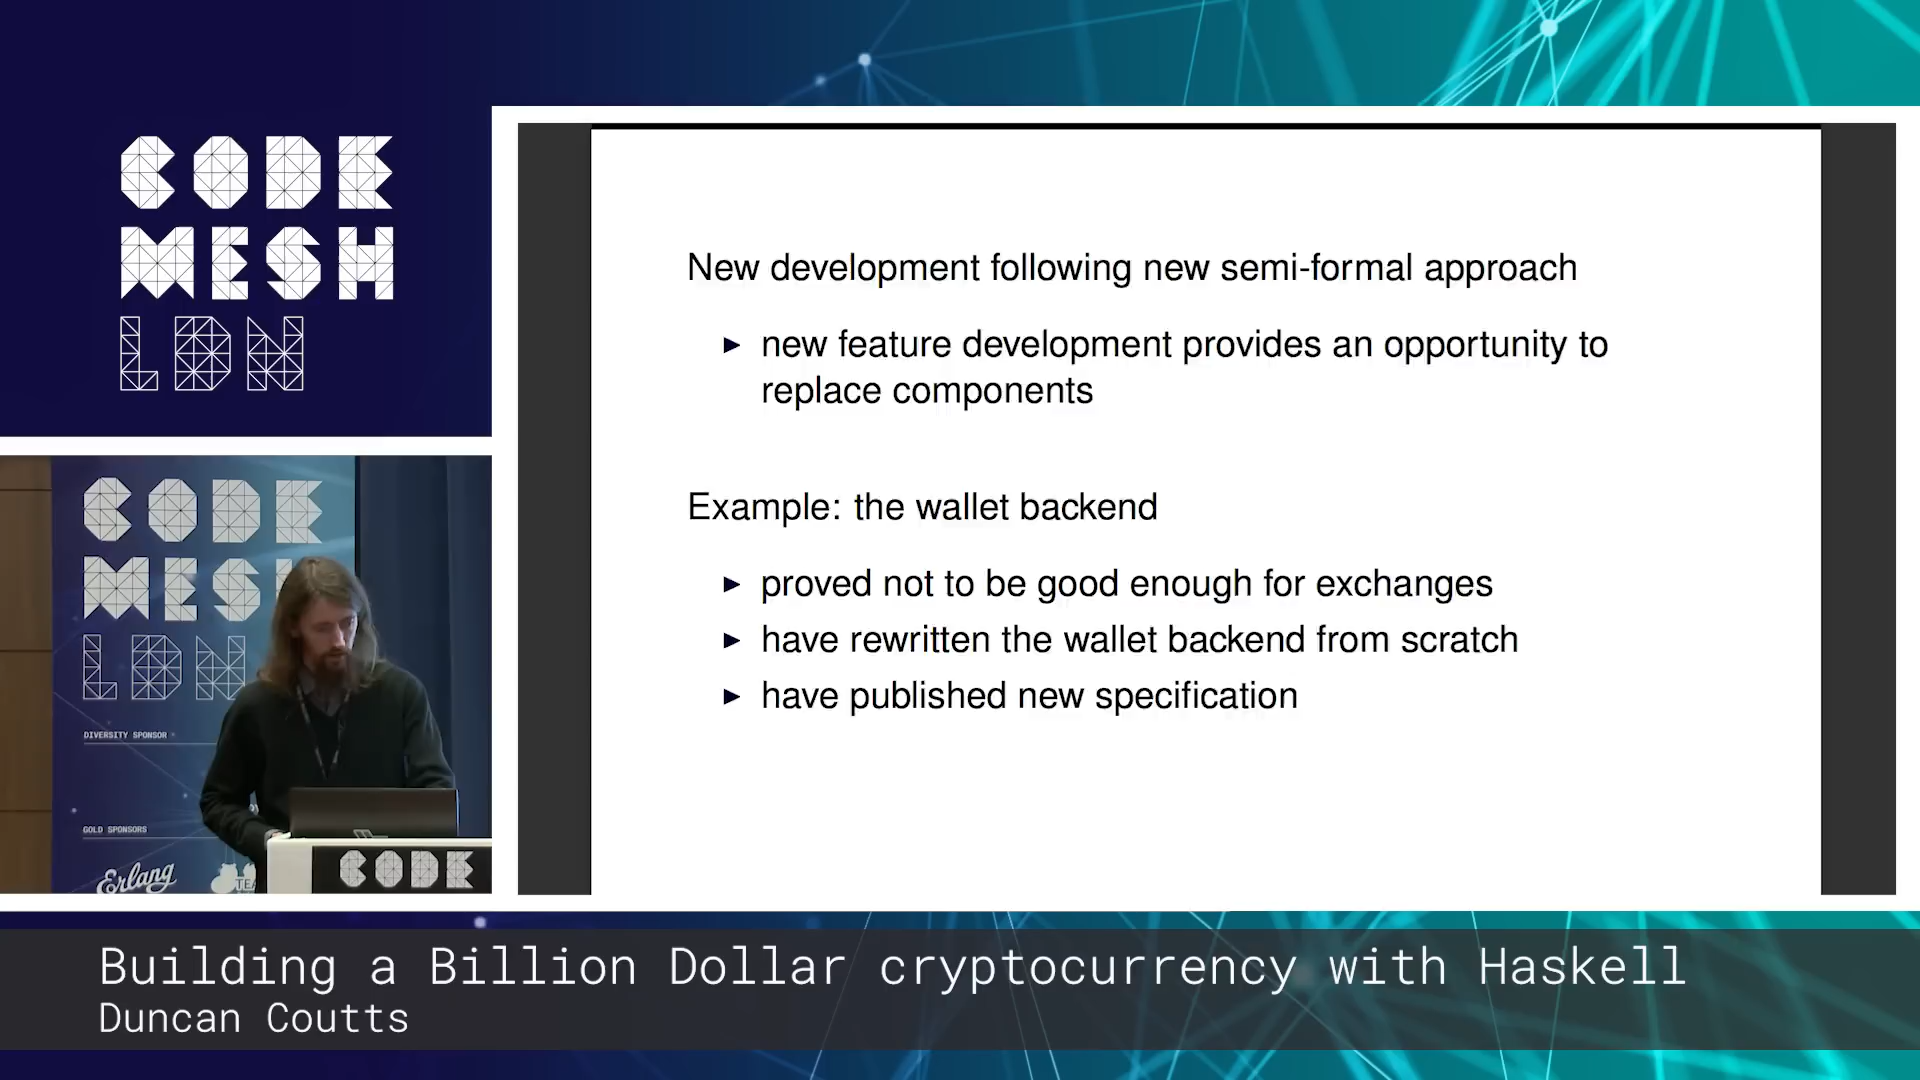 CODE
MESH
LDN
New development following new semi-formal approach
▶ new feature development provides an opportunity to
replace components
Example: the wallet backend
▶ proved not to be good enough for exchanges
▶ have rewritten the wallet backend from scratch
▶ have published new specification
CODE
MES
LDN
DIVERSITY SPONSOR
GOLD SPONSORS
Erlang
CODE
Building a Billion Dollar cryptocurrency with Haskell
Duncan Coutts